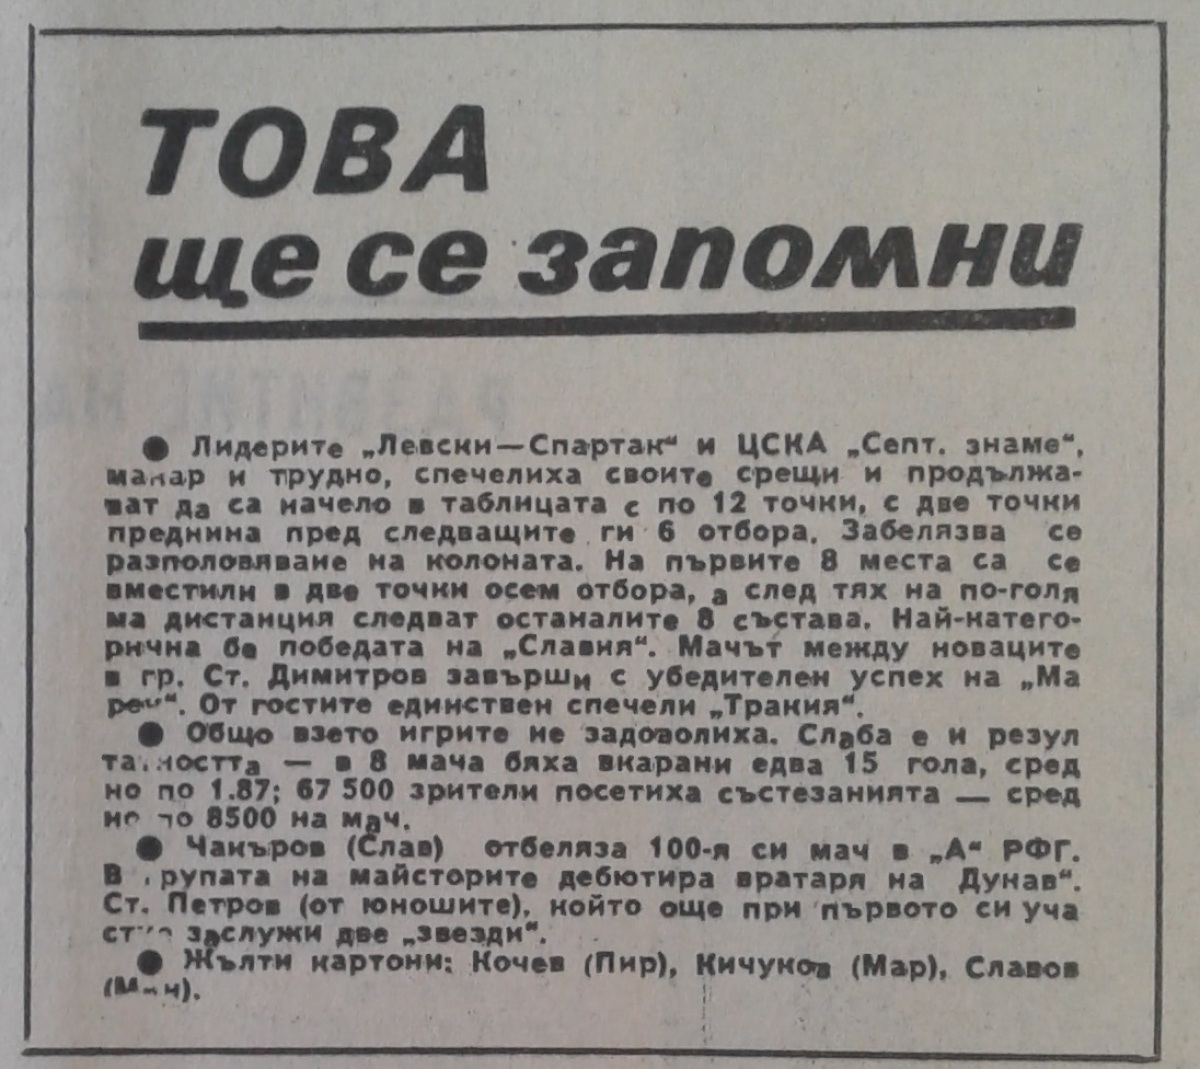 ТОВА
ще се запомни
● Лидерите „Левски—Спартак“ и ЦСКА „Септ. знаме“,
макар и трудно, спечелиха своите срещи и продължа-
ват да са начело в таблицата с по 12 точки, с две точки
преднина пред следващите ги 6 отбора. Забелязва се
разполовяване на колоната. На първите 8 места са се
вместили в две точки осем отбора, а след тях на по-голя
ма дистанция следват останалите 8 състава. Най-катего-
рична бе победата на „Славия“. Мачът между новаците
в гр. Ст. Димитров завърши с убедителен успех на „Ма
рек“. От гостите единствен спечели „Тракия“.
● Общо взето игрите не задоволиха. Слаба е и резул
татността — в 8 мача бяха вкарани едва 15 гола, сред
но по 1.87; 67 500 зрители посетиха състезанията — сред
но по 8500 на мач.
● Чакъров (Слав) отбеляза 100-я си мач в „А“ РФГ.
В групата на майсторите дебютира вратаря на Дунав“.
Ст. Петров (от юношите), който още при първото си уча
стие заслужи две „звезди“.
● Жълти картони: Кочев (Пир), Кичуков (Мар), Славов